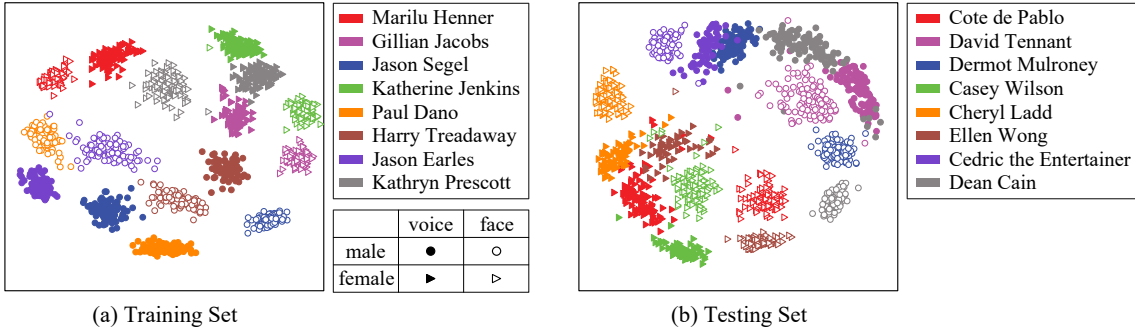 Marilu Henner
Gillian Jacobs
Jason Segel
Katherine Jenkins
Paul Dano
Harry Treadaway
Jason Earles
Kathryn Prescott
voice face
male
female
(a) Training Set
Cote de Pablo
David Tennant
Dermot Mulroney
Casey Wilson
Cheryl Ladd
Ellen Wong
Cedric the Entertainer
Dean Cain
(b) Testing Set